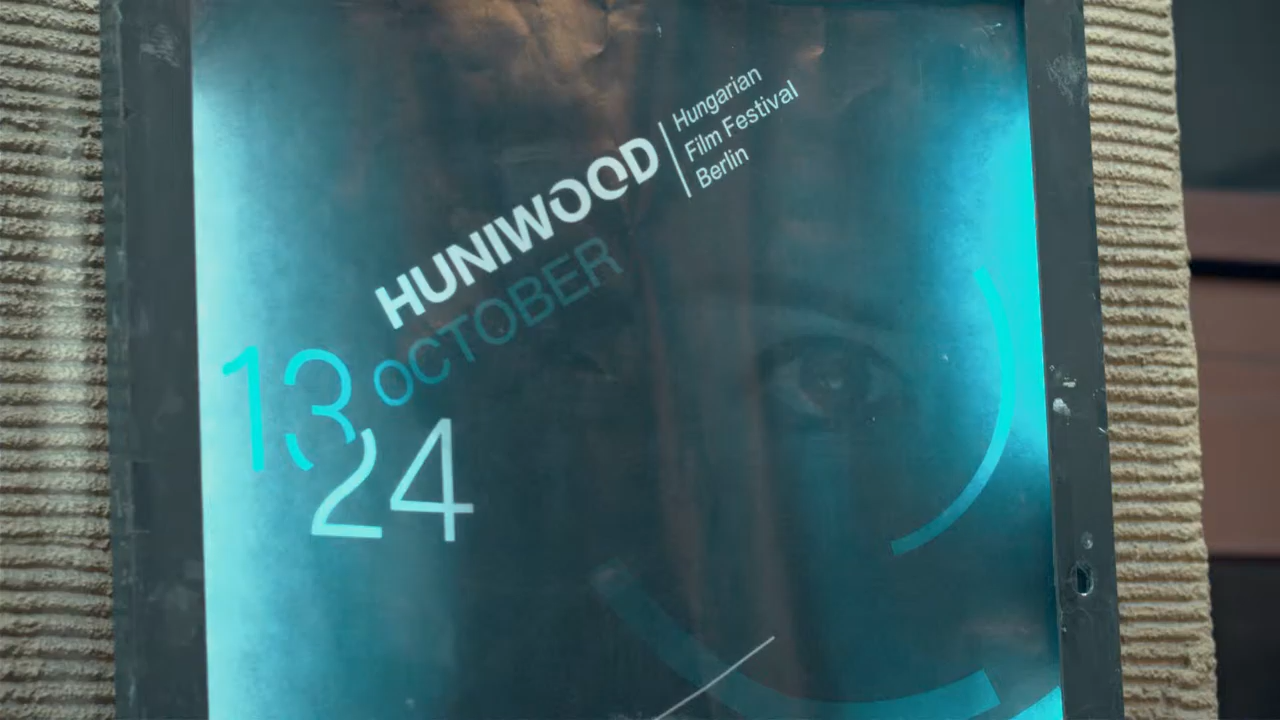 HUNIWOOD
Hungarian
Film Festival
Berlin
13 OCTOBER
24